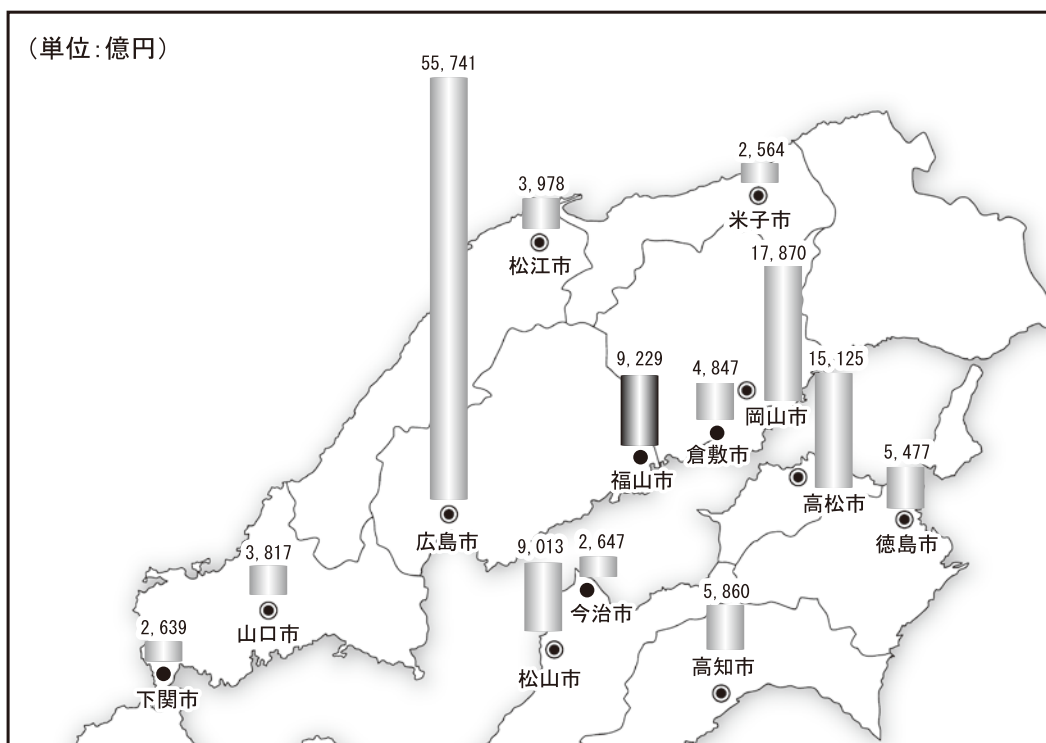 （単位：億円）
55,741
2,564
米子市
3,978
松江市
17,870
岡山市
15,125
高松市
9,229
福山市
4,847
倉敷市
5,477
徳島市
広島市
9,013
松山市
2,647
今治市
3,817
山口市
5,860
高知市
2,639
下関市